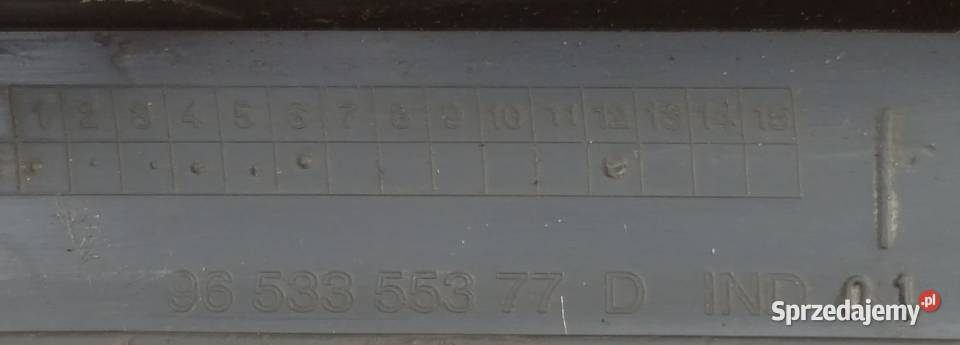 1 2 3 4 5 6 7 8 9 10 11 12 13 14 15
96 533 553 77 D IND 01
Sprzedajemy.pl